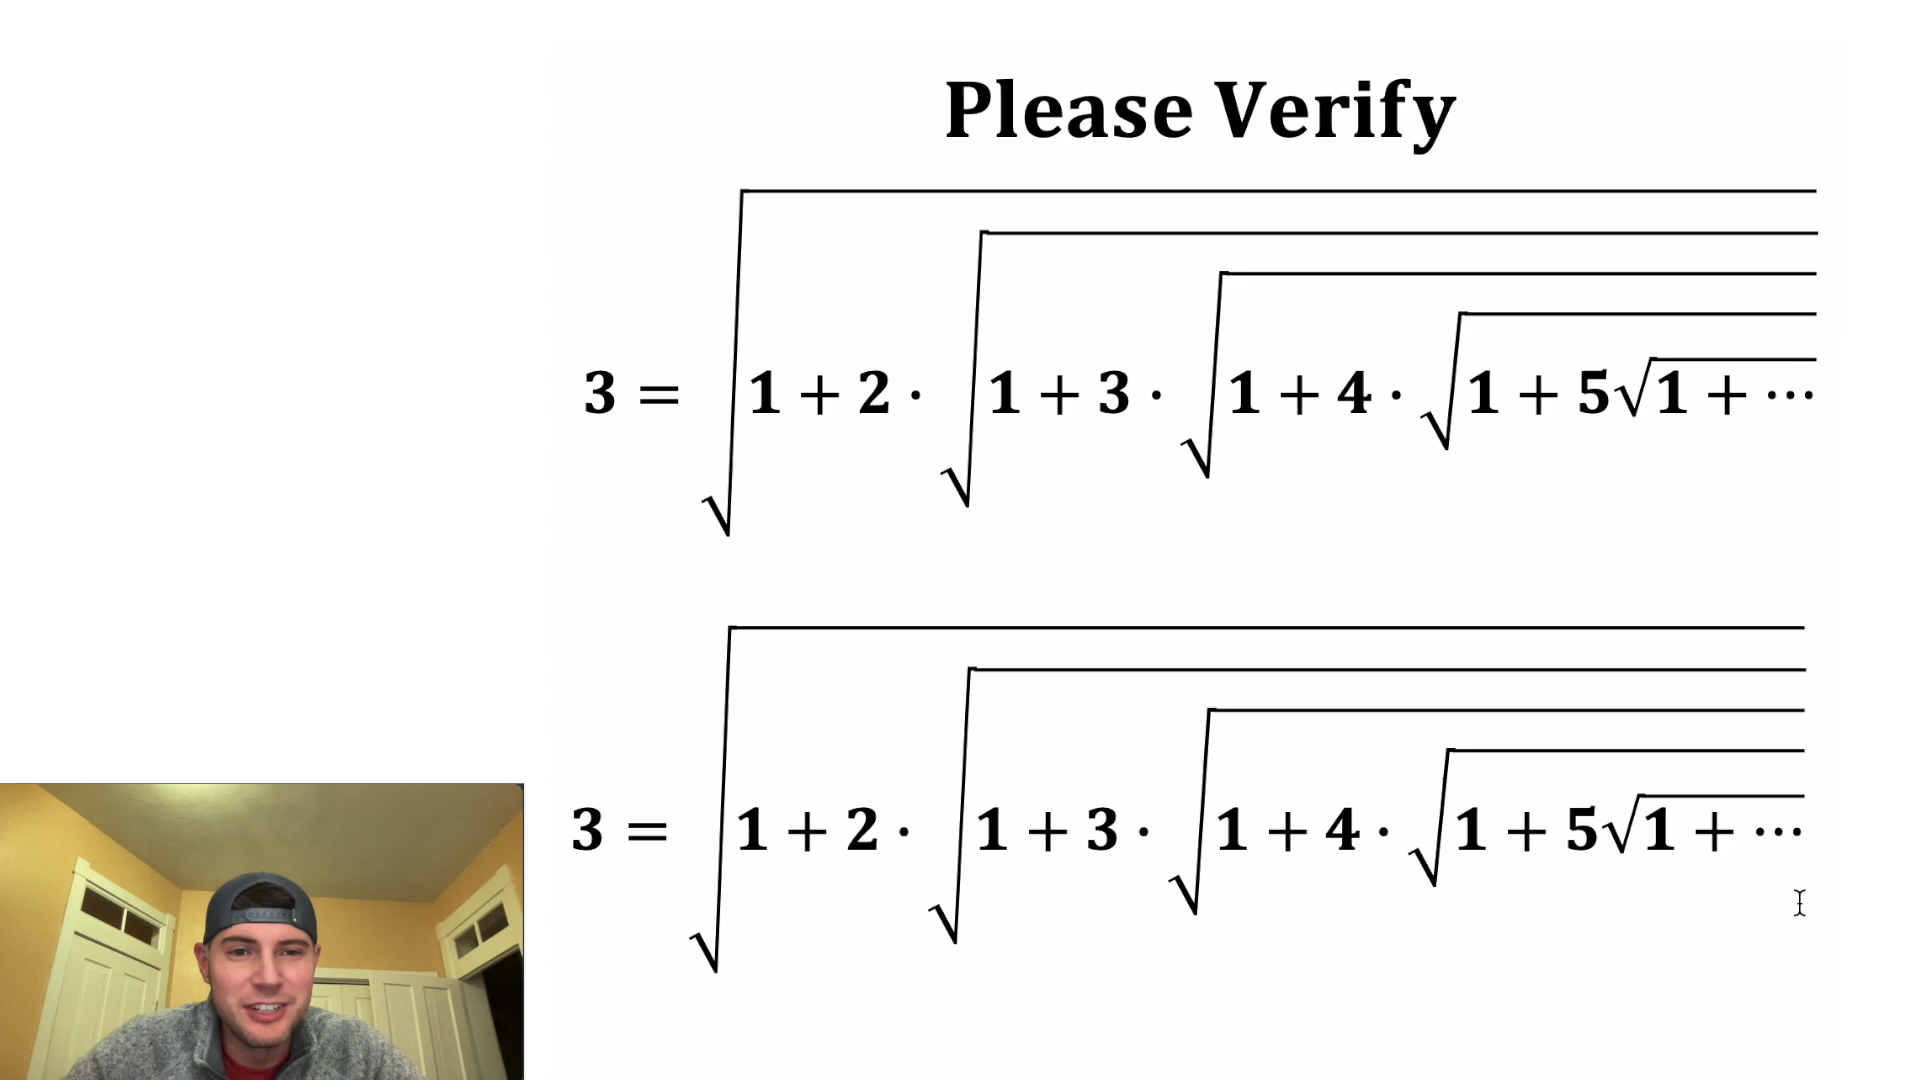 Please Verify
3 = √1 + 2 · √1 + 3 · √1 + 4 · √1 + 5√1 + ⋯
3 = √1 + 2 · √1 + 3 · √1 + 4 · √1 + 5√1 + ⋯